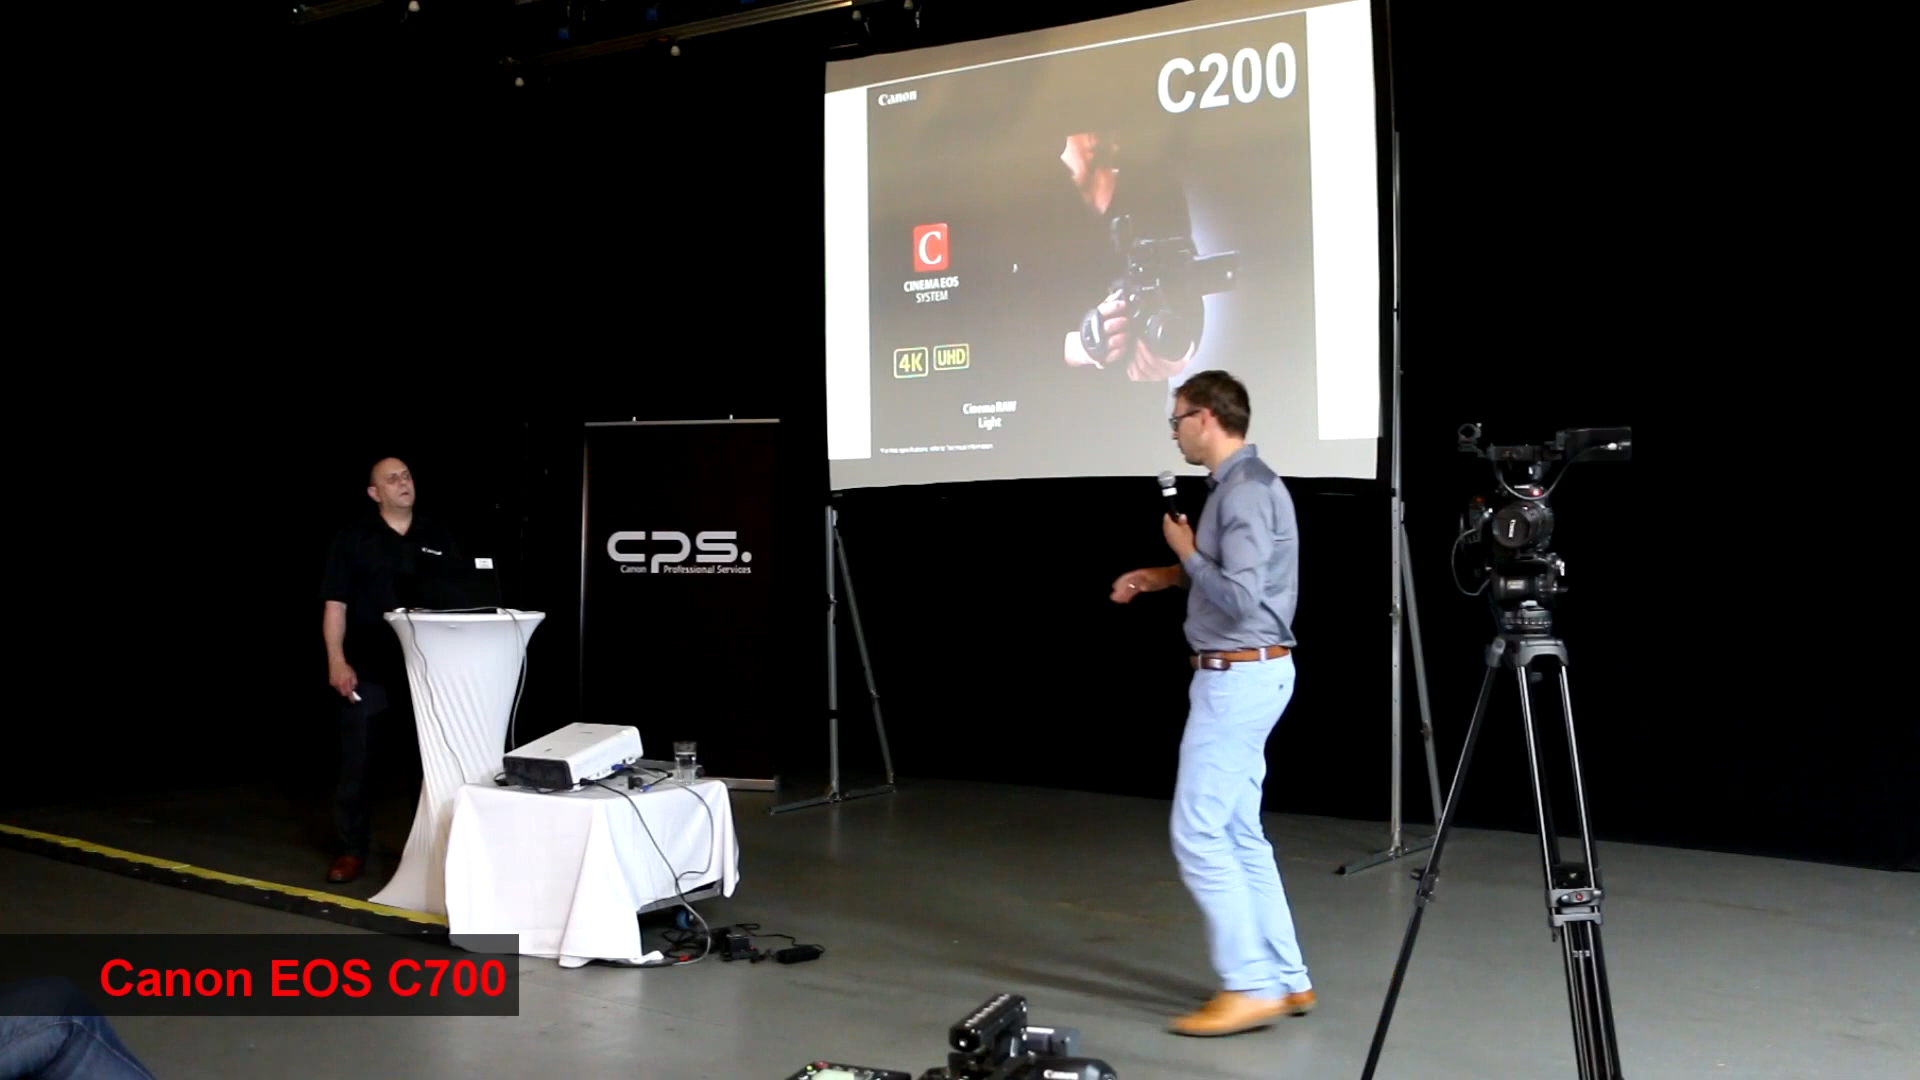 C200
Canon
C
CINEMA EOS
SYSTEM
4K UHD
Cinema RAW
Light
cps.
Canon Professional Services
Canon EOS C700